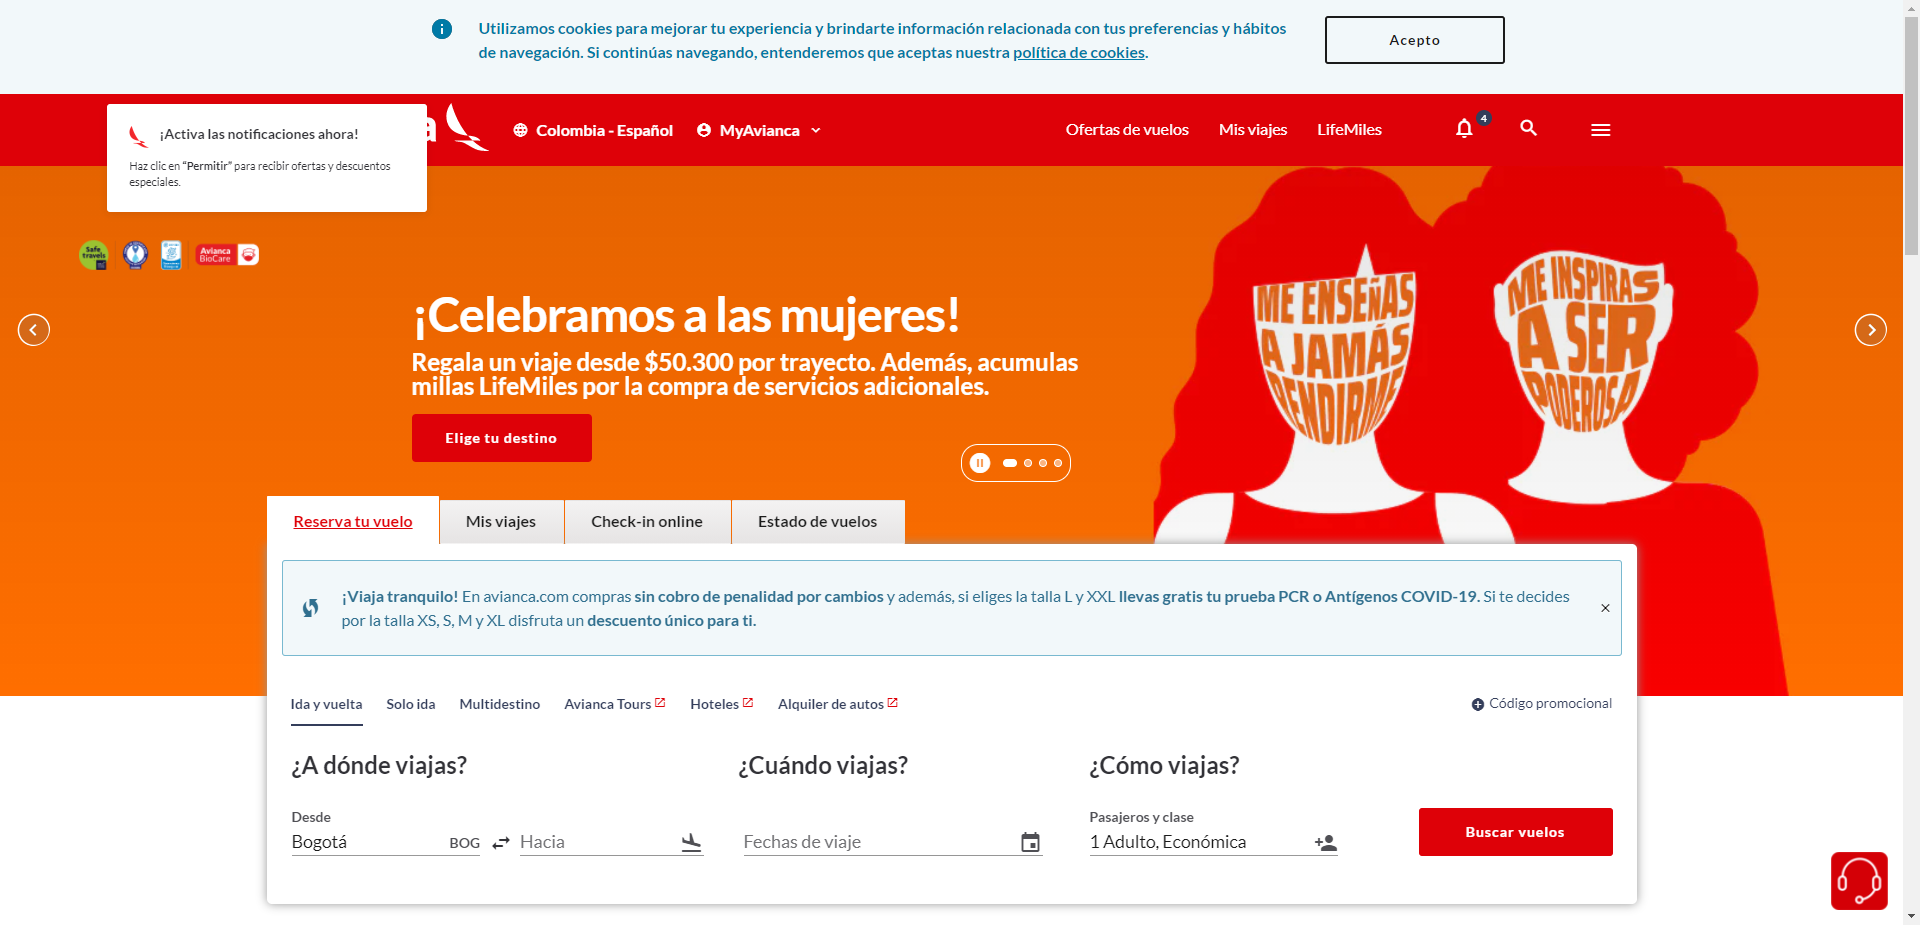 Utilizamos cookies para mejorar tu experiencia y brindarte información relacionada con tus preferencias y hábitos
de navegación. Si continúas navegando, entenderemos que aceptas nuestra política de cookies.
Acepto
¡Activa las notificaciones ahora!
Haz clic en “Permitir” para recibir ofertas y descuentos
especiales.
Colombia - Español
MyAvianca
Ofertas de vuelos
Mis viajes
LifeMiles
4
Safe
travels
Avianca
BioCare
¡Celebramos a las mujeres!
Regala un viaje desde $50.300 por trayecto. Además, acumulas
millas LifeMiles por la compra de servicios adicionales.
Elige tu destino
ME ENSEÑAS
A JAMÁS
RENDIRME
ME INSPIRAS
A SER
PODEROSA
Reserva tu vuelo
Mis viajes
Check-in online
Estado de vuelos
¡Viaja tranquilo! En avianca.com compras sin cobro de penalidad por cambios y además, si eliges la talla L y XXL llevas gratis tu prueba PCR o Antígenos COVID-19. Si te decides
por la talla XS, S, M y XL disfruta un descuento único para ti.
Ida y vuelta
Solo ida
Multidestino
Avianca Tours
Hoteles
Alquiler de autos
Código promocional
¿A dónde viajas?
¿Cuándo viajas?
¿Cómo viajas?
Desde
Bogotá
BOG
Hacia
Fechas de viaje
Pasajeros y clase
1 Adulto, Económica
Buscar vuelos